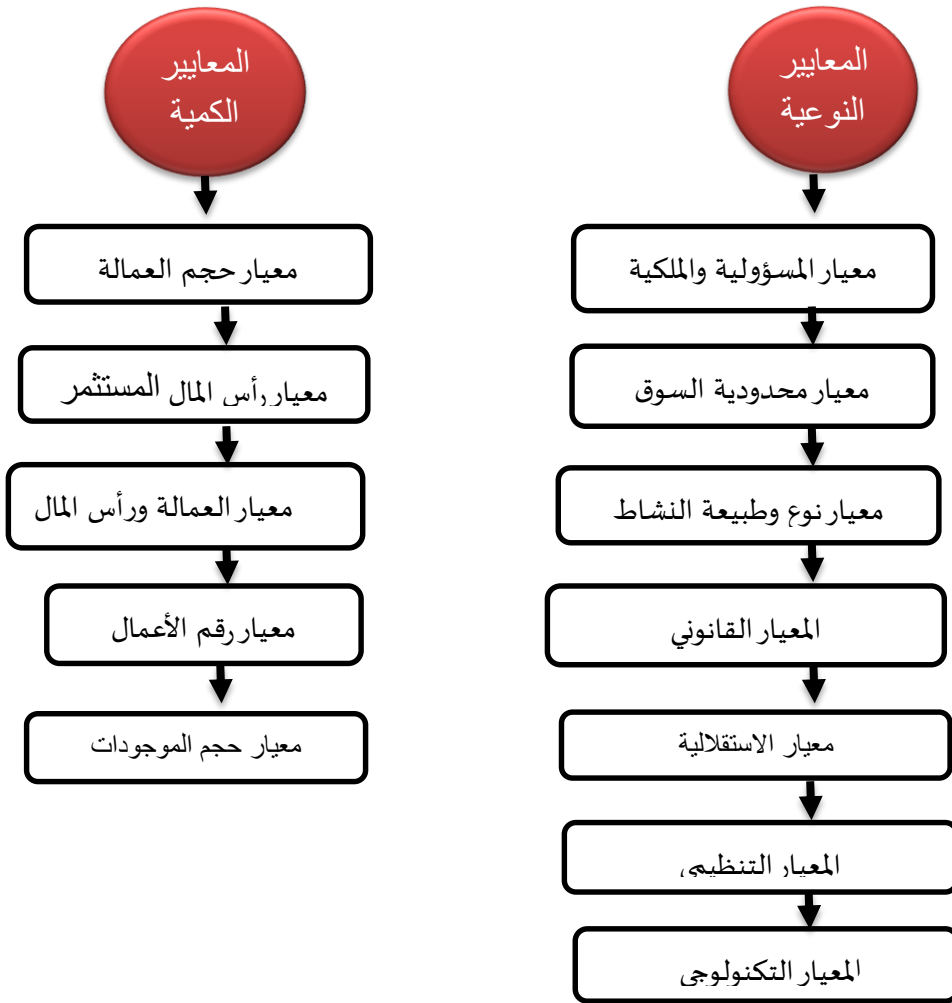 المعايير
النوعية
معيار المسؤولية والملكية
معيار محدودية السوق
معيار نوع وطبيعة النشاط
المعيار القانوني
معيار الاستقلالية
المعيار التنظيمي
المعيار التكنولوجي
المعايير
الكمية
معيار حجم العمالة
معيار رأس المال المستثمر
معيار العمالة ورأس المال
معيار رقم الأعمال
معيار حجم الموجودات